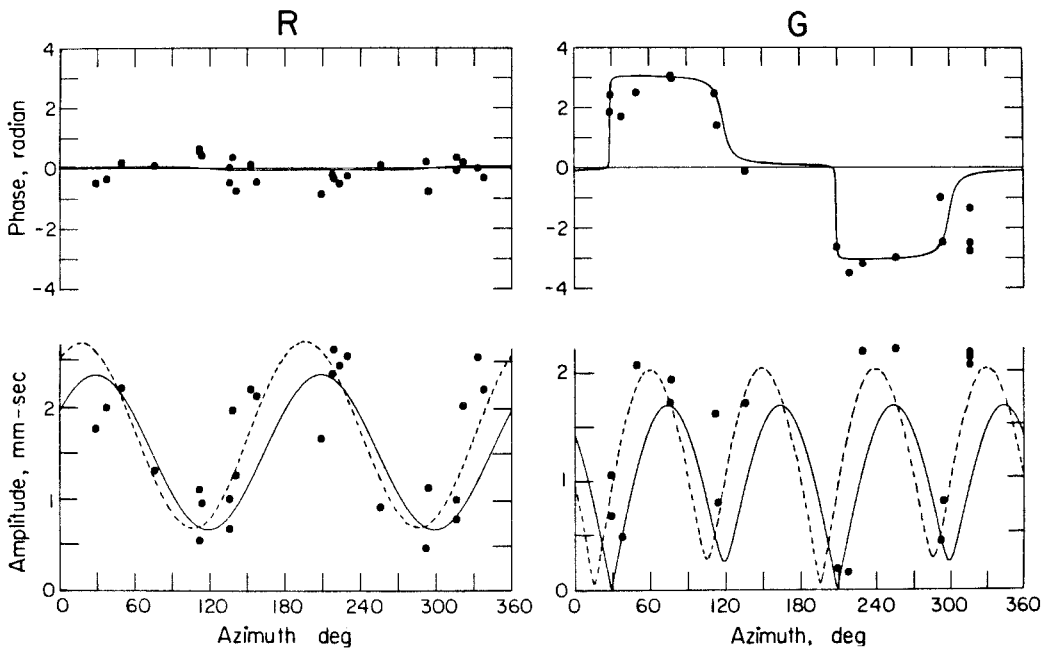 R G
4 4
2 2
0 0
-2 -2
-4 -4
Phase, radian
2 2
1 1
0 0
Amplitude, mm-sec
0 60 120 180 240 300 360 0 60 120 180 240 300 360
Azimuth deg Azimuth, deg